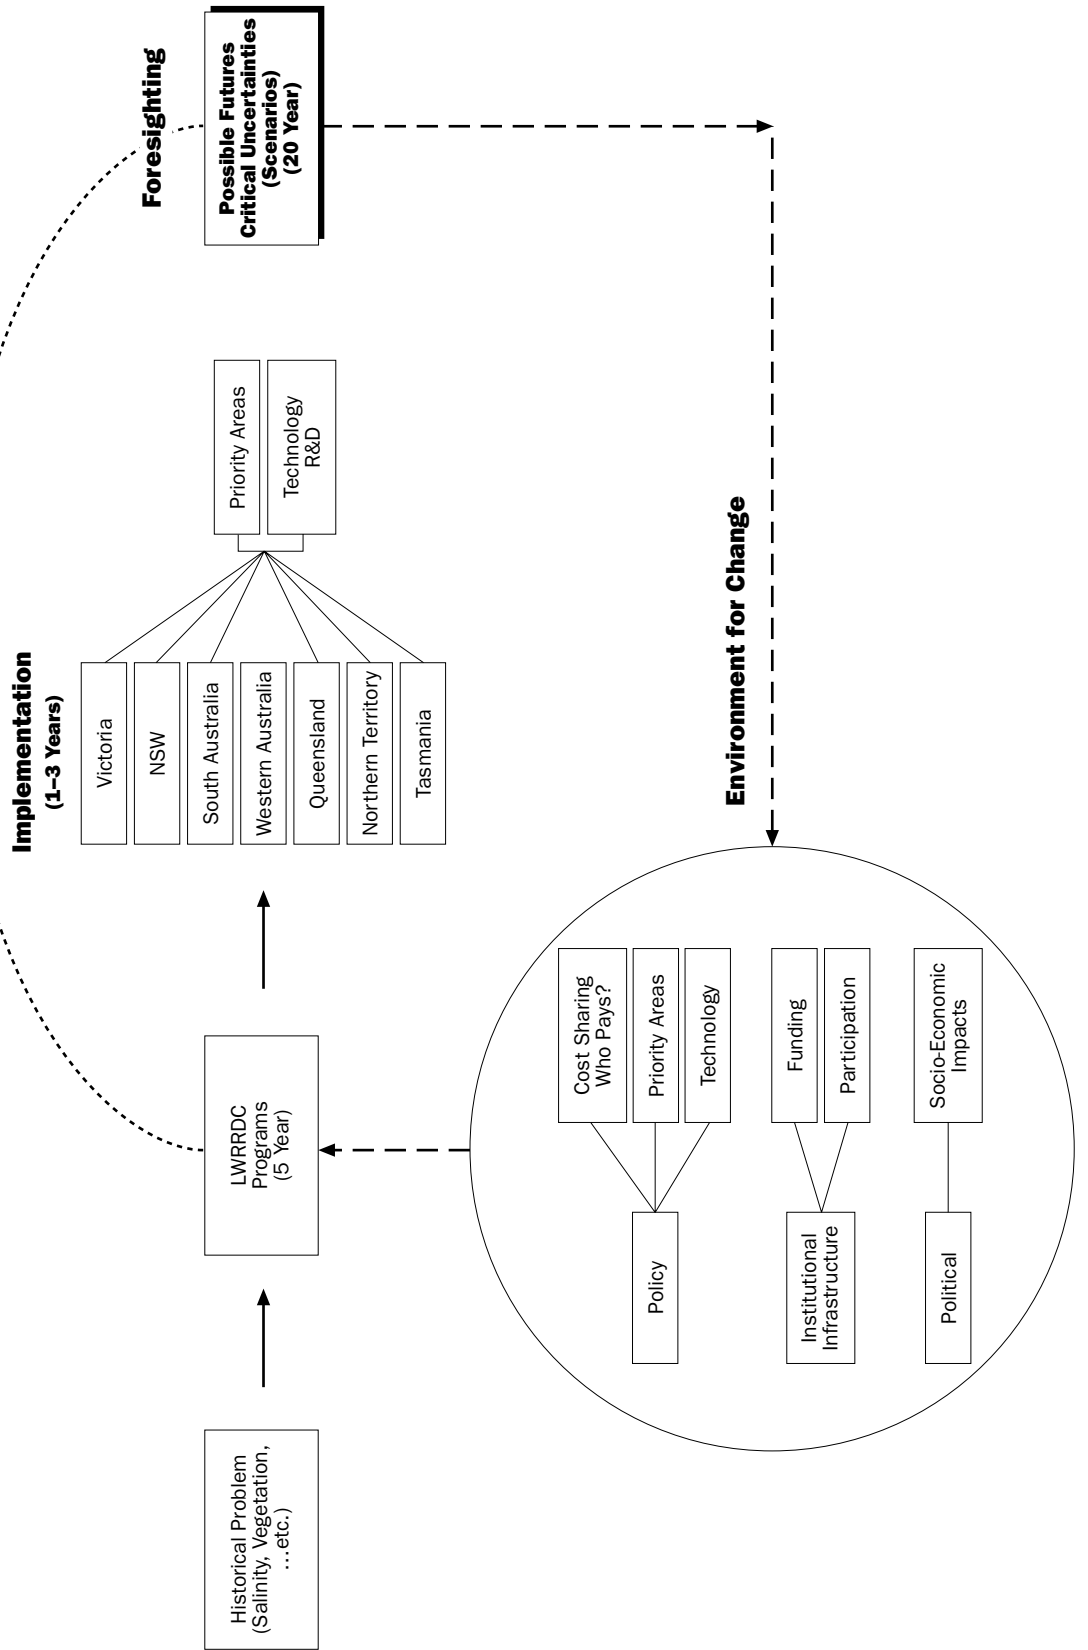 Implementation
(1–3 Years)
Foresighting
Historical Problem
(Salinity, Vegetation,
…etc.)
LWRRDC
Programs
(5 Year)
Victoria
NSW
South Australia
Western Australia
Queensland
Northern Territory
Tasmania
Priority Areas
Technology
R&D
Possible Futures
Critical Uncertainties
(Scenarios)
(20 Year)
Environment for Change
Policy
Cost Sharing
Who Pays?
Priority Areas
Technology
Institutional
Infrastructure
Funding
Participation
Political
Socio-Economic
Impacts